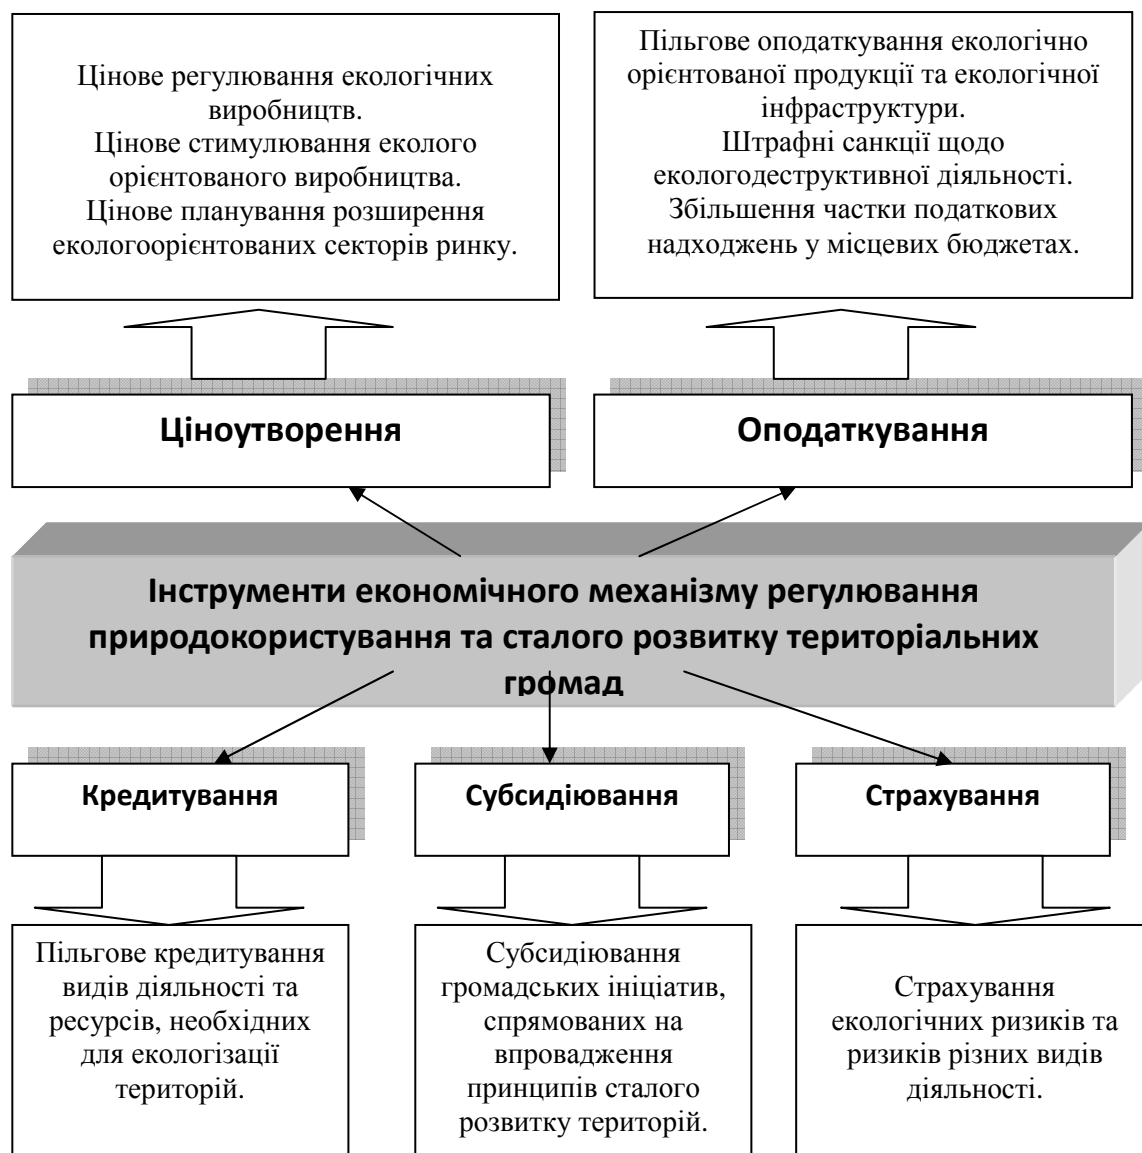 Цінове регулювання екологічних
виробництв.
Цінове стимулювання еколого
орієнтованого виробництва.
Цінове планування розширення
екологоорієнтованих секторів ринку.
Пільгове оподаткування екологічно
орієнтованої продукції та екологічної
інфраструктури.
Штрафні санкції щодо
екологодеструктивної діяльності.
Збільшення частки податкових
надходжень у місцевих бюджетах.
Ціноутворення
Оподаткування
Інструменти економічного механізму регулювання
природокористування та сталого розвитку територіальних
громад
Кредитування
Субсидіювання
Страхування
Пільгове кредитування
видів діяльності та
ресурсів, необхідних
для екологізації
територій.
Субсидіювання
громадських ініціатив,
спрямованих на
впровадження
принципів сталого
розвитку територій.
Страхування
екологічних ризиків та
ризиків різних видів
діяльності.